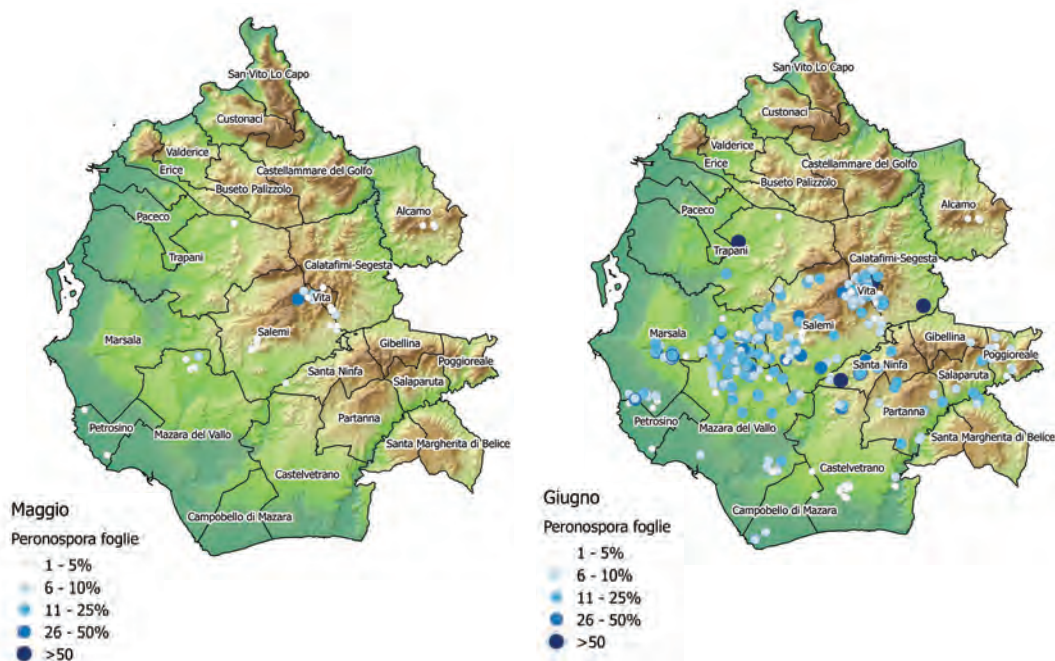 San Vito Lo Capo
Custonaci
Valderice
Erice
Castellammare del Golfo
Buseto Palizzolo
Paceco
Alcamo
Trapani
Calatafimi-Segesta
Vita
Marsala
Salemi
Gibellina
Poggioreale
Santa Ninfa
Salaparuta
Partanna
Petrosino
Mazara del Vallo
Santa Margherita di Belice
Castelvetrano
Campobello di Mazara
Maggio
Peronospora foglie
1 - 5%
6 - 10%
11 - 25%
26 - 50%
>50
San Vito Lo Capo
Custonaci
Valderice
Erice
Castellammare del Golfo
Buseto Palizzolo
Paceco
Alcamo
Trapani
Calatafimi-Segesta
Vita
Marsala
Salemi
Gibellina
Poggioreale
Santa Ninfa
Salaparuta
Partanna
Petrosino
Mazara del Vallo
Santa Margherita di Belice
Castelvetrano
Campobello di Mazara
Giugno
Peronospora foglie
1 - 5%
6 - 10%
11 - 25%
26 - 50%
>50